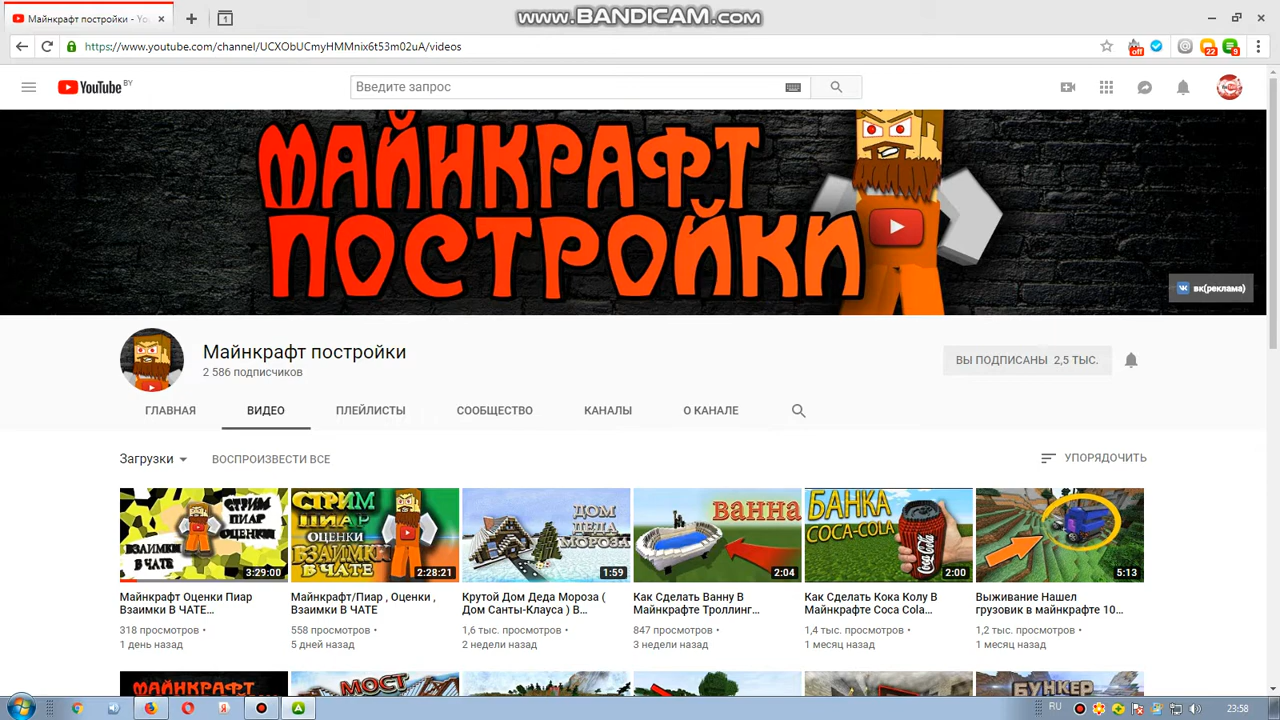 www.BANDICAM.com
Майнкрафт постройки - Yo
1
https://www.youtube.com/channel/UCXObUCmyHMMnix6t53m02uA/videos
off
22
9
YouTube BY
Введите запрос
МАЙНКРАФТ
ПОСТРОЙКИ
вк(реклама)
Майнкрафт постройки
2 586 подписчиков
ВЫ ПОДПИСАНЫ 2,5 ТЫС.
ГЛАВНАЯ ВИДЕО ПЛЕЙЛИСТЫ СООБЩЕСТВО КАНАЛЫ О КАНАЛЕ
Загрузки ВОСПРОИЗВЕСТИ ВСЕ УПОРЯДОЧИТЬ
СТРИМ
ПИАР
ОЦЕНКИ
ВЗАИМКИ
В ЧАТЕ
3:29:00
СТРИМ
ПИАР
ОЦЕНКИ
ВЗАИМКИ
В ЧАТЕ
2:28:21
ДОМ
ДЕДА
МОРОЗА
1:59
ванна
2:04
БАНКА
COCA-COLA
Coca-Cola
2:00
5:13
Майнкрафт Оценки Пиар
Взаимки В ЧАТЕ...
318 просмотров •
1 день назад
Майнкрафт/Пиар , Оценки ,
Взаимки В ЧАТЕ
558 просмотров •
5 дней назад
Крутой Дом Деда Мороза (
Дом Санты-Клауса ) В...
1,6 тыс. просмотров •
2 недели назад
Как Сделать Ванну В
Майнкрафте Троллинг...
847 просмотров •
3 недели назад
Как Сделать Кока Колу В
Майнкрафте Coca Cola...
1,4 тыс. просмотров •
1 месяц назад
Выживание Нашел
грузовик в майнкрафте 10...
1,2 тыс. просмотров •
1 месяц назад
МАЙНКРАФТ
МОСТ
БУНКЕР
RU
23:58